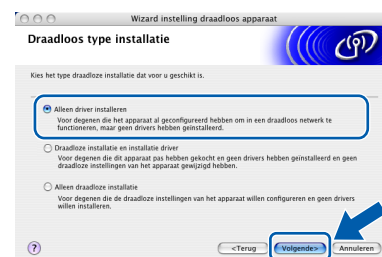 Wizard instelling draadloos apparaat
Draadloos type installatie
Kies het type draadloze installatie dat voor u geschikt is.
Alleen driver installeren
Voor degenen die het apparaat al geconfigureerd hebben om in een draadloos netwerk te
functioneren, maar geen drivers hebben geïnstalleerd.
Draadloze installatie en installatie driver
Voor degenen die dit apparaat pas hebben gekocht en geen drivers hebben geïnstalleerd en geen
draadloze instellingen van het apparaat gewijzigd hebben.
Alleen draadloze installatie
Voor degenen die de draadloze instellingen van het apparaat willen configureren en geen drivers
willen installeren.
?
<Terug
Volgende>
Annuleren